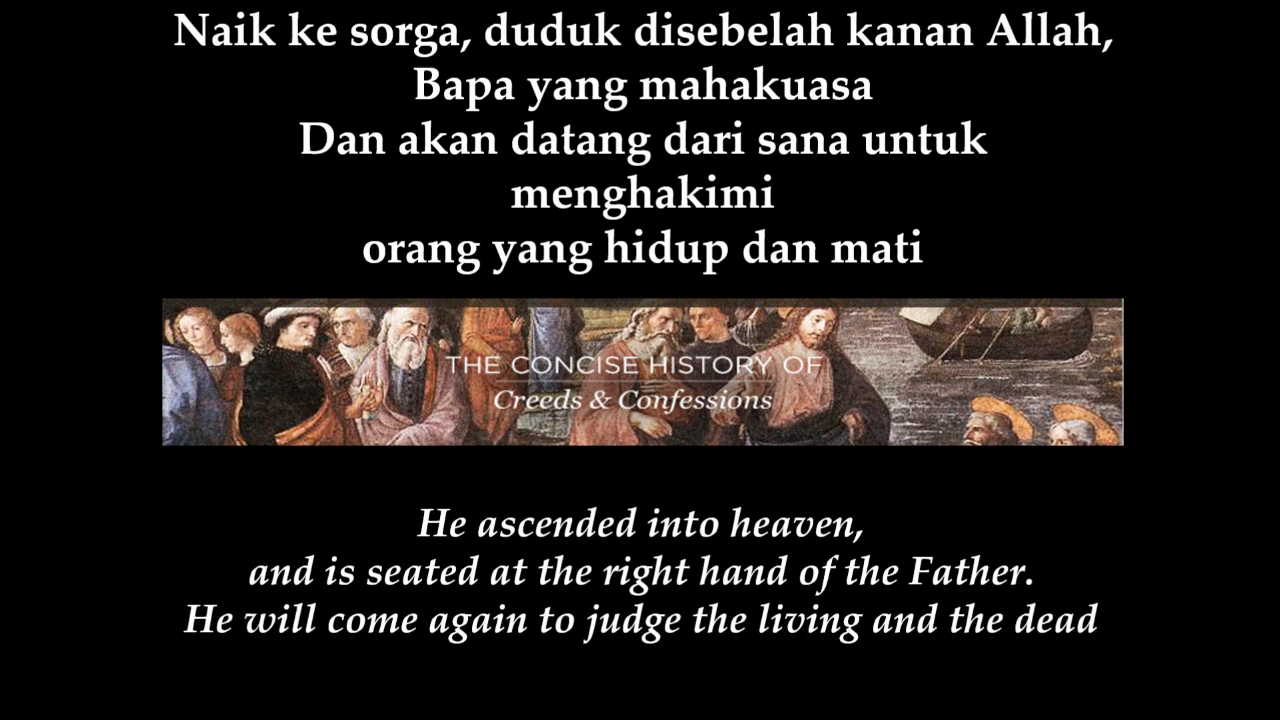 Naik ke sorga, duduk disebelah kanan Allah,
Bapa yang mahakuasa
Dan akan datang dari sana untuk
menghakimi
orang yang hidup dan mati
THE CONCISE HISTORY OF
Creeds & Confessions
He ascended into heaven,
and is seated at the right hand of the Father.
He will come again to judge the living and the dead